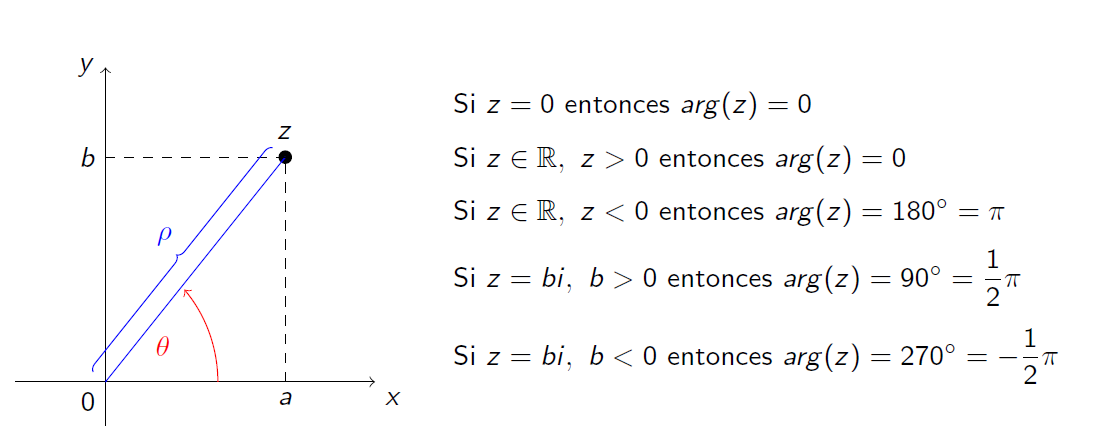 y
z
b
ρ
θ
0
a
x
Si z = 0 entonces arg(z) = 0
Si z ∈ ℝ, z > 0 entonces arg(z) = 0
Si z ∈ ℝ, z < 0 entonces arg(z) = 180° = π
Si z = bi, b > 0 entonces arg(z) = 90° = 1/2 π
Si z = bi, b < 0 entonces arg(z) = 270° = −1/2 π